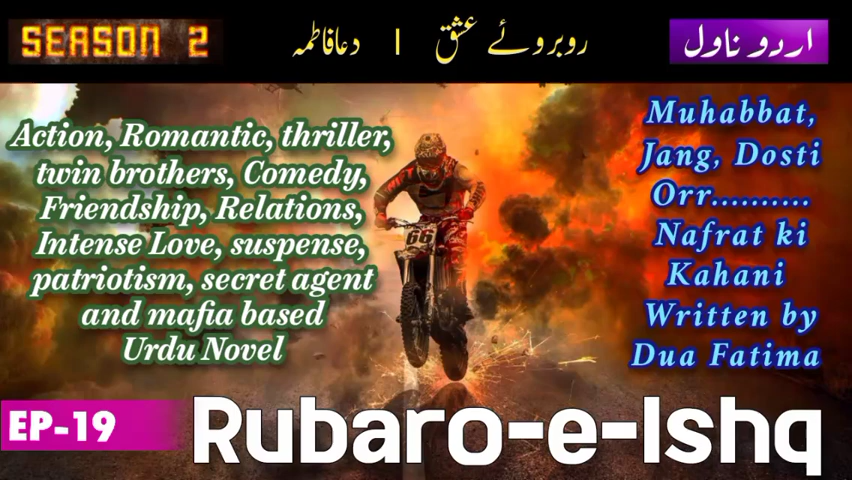 SEASON 2
روبروئے عشق | دعا فاطمہ
اردو ناول
Action, Romantic, thriller,
twin brothers, Comedy,
Friendship, Relations,
Intense Love, suspense,
patriotism, secret agent
and mafia based
Urdu Novel
Muhabbat,
Jang, Dosti
Orr..........
Nafrat ki
Kahani
Written by
Dua Fatima
66
EP-19
Rubaro-e-Ishq